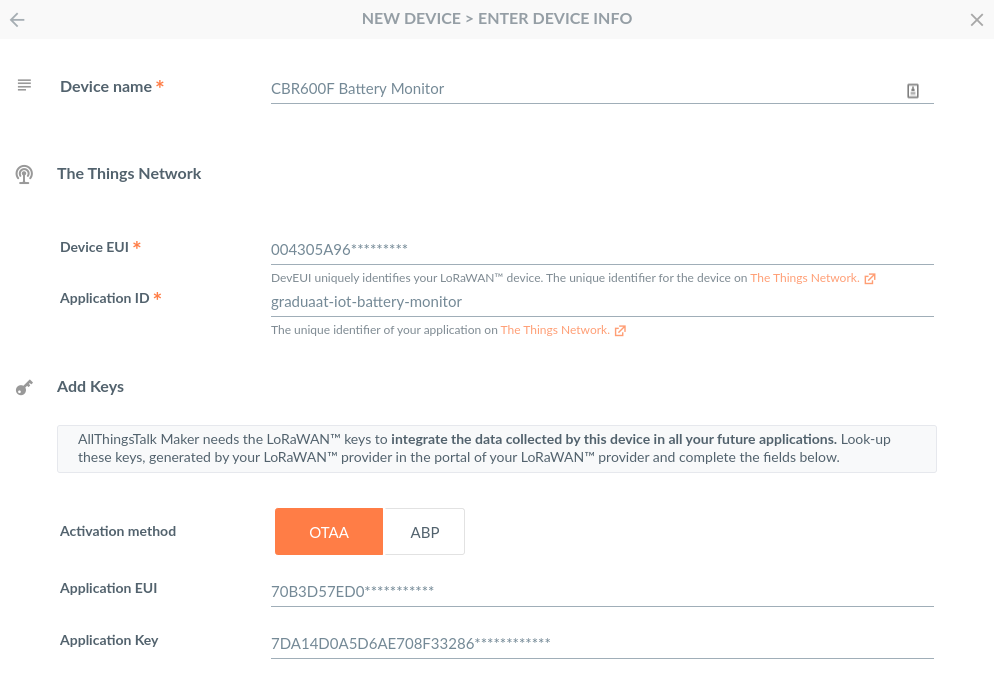 NEW DEVICE > ENTER DEVICE INFO
Device name *
CBR600F Battery Monitor
The Things Network
Device EUI *
004305A96*********
DevEUI uniquely identifies your LoRaWAN™ device. The unique identifier for the device on The Things Network.
Application ID *
graduaat-iot-battery-monitor
The unique identifier of your application on The Things Network.
Add Keys
AllThingsTalk Maker needs the LoRaWAN™ keys to integrate the data collected by this device in all your future applications. Look-up
these keys, generated by your LoRaWAN™ provider in the portal of your LoRaWAN™ provider and complete the fields below.
Activation method
OTAA
ABP
Application EUI
70B3D57ED0***********
Application Key
7DA14D0A5D6AE708F33286************